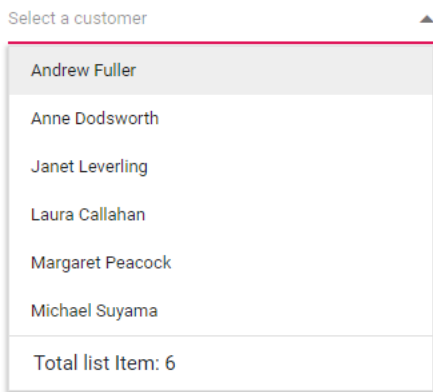 Select a customer
Andrew Fuller
Anne Dodsworth
Janet Leverling
Laura Callahan
Margaret Peacock
Michael Suyama
Total list Item: 6